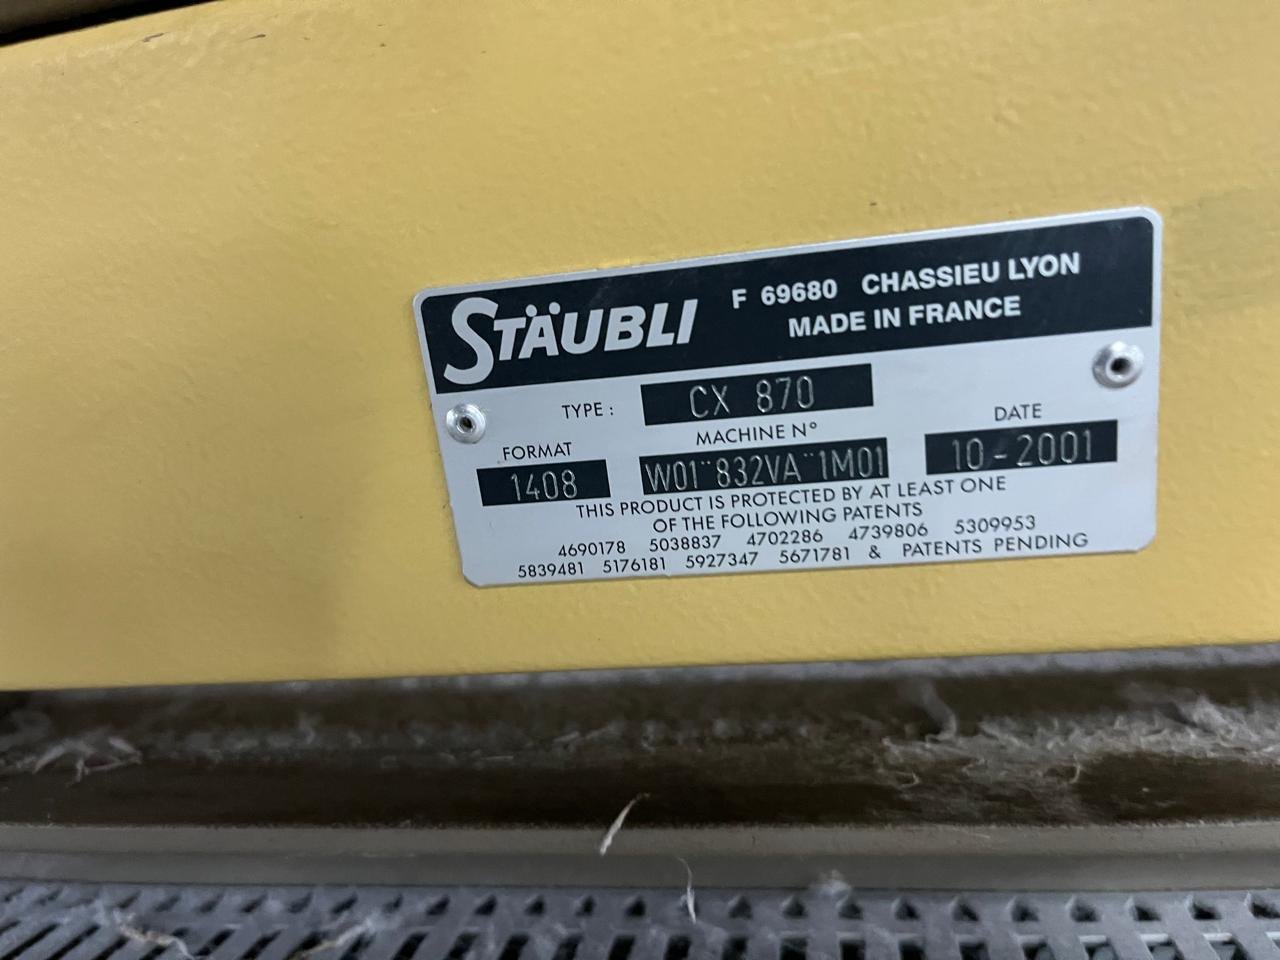 STÄUBLI F 69680 CHASSIEU LYON
MADE IN FRANCE
TYPE : CX 870
FORMAT MACHINE N° DATE
1408 W01¨832VA¨1M01 10-2001
THIS PRODUCT IS PROTECTED BY AT LEAST ONE
OF THE FOLLOWING PATENTS
4690178 5038837 4702286 4739806 5309953
5839481 5176181 5927347 5671781 & PATENTS PENDING